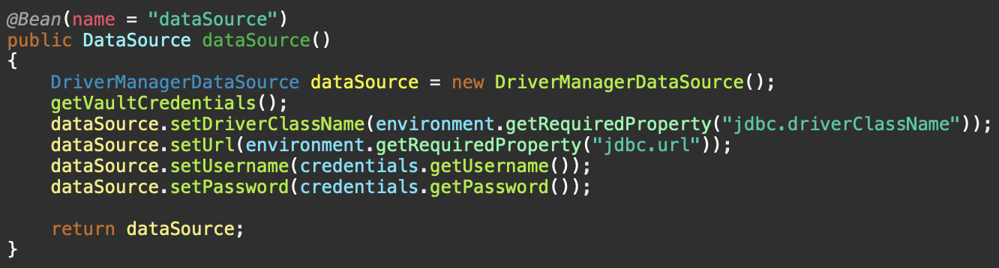 @Bean(name = "dataSource")
public DataSource dataSource()
{
    DriverManagerDataSource dataSource = new DriverManagerDataSource();
    getVaultCredentials();
    dataSource.setDriverClassName(environment.getRequiredProperty("jdbc.driverClassName"));
    dataSource.setUrl(environment.getRequiredProperty("jdbc.url"));
    dataSource.setUsername(credentials.getUsername());
    dataSource.setPassword(credentials.getPassword());

    return dataSource;
}